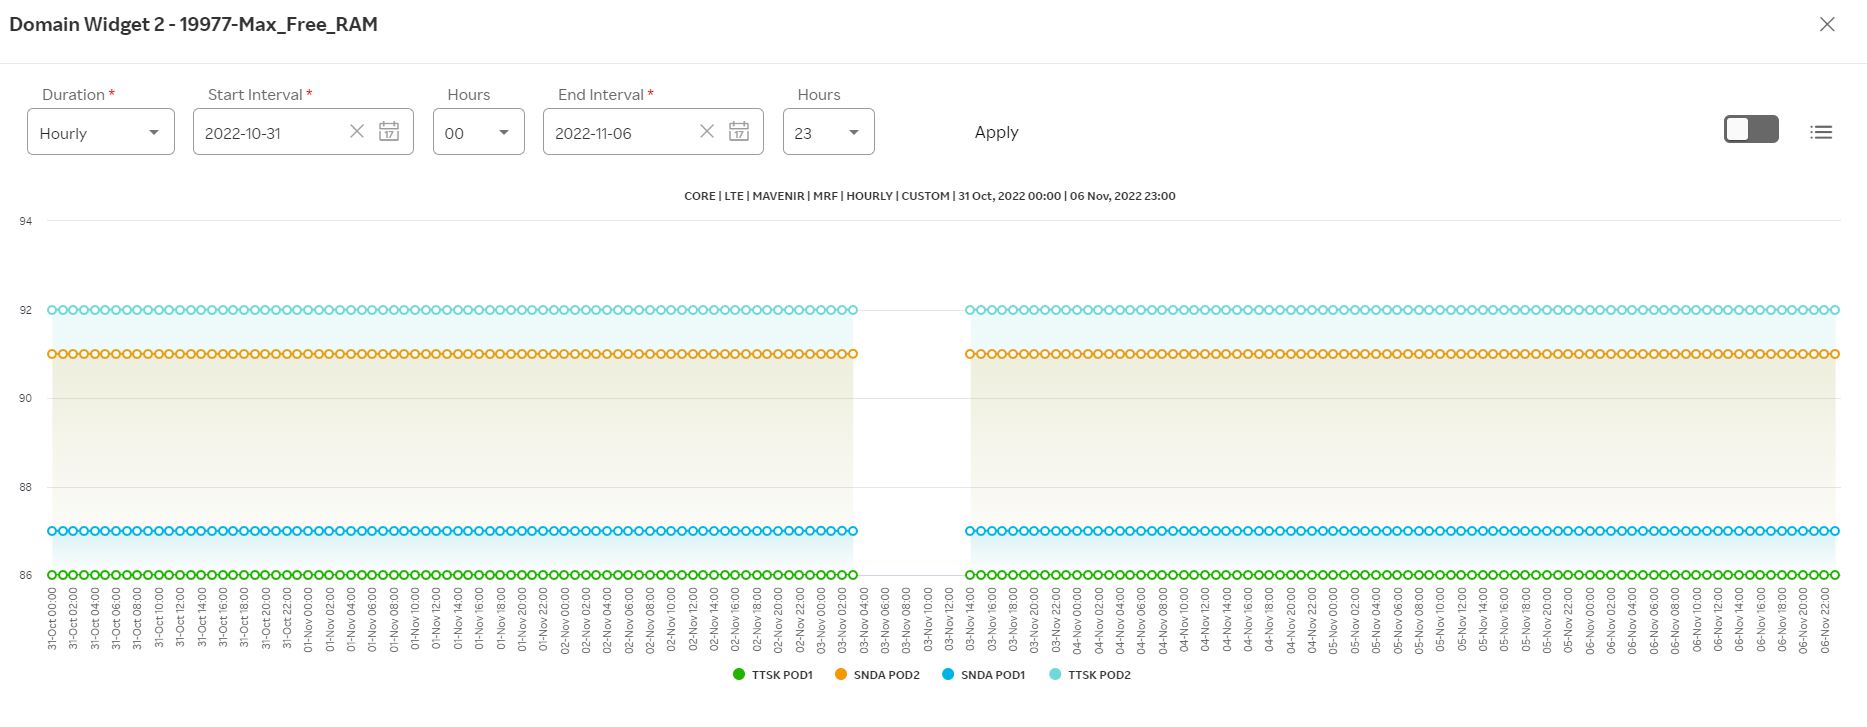 Domain Widget 2 - 19977-Max_Free_RAM
Duration * Start Interval * Hours End Interval * Hours
Hourly 2022-10-31 17 00 2022-11-06 17 23 Apply
CORE | LTE | MAVENIR | MRF | HOURLY | CUSTOM | 31 Oct, 2022 00:00 | 06 Nov, 2022 23:00
94
92
90
88
86
31-Oct 00:00
31-Oct 02:00
31-Oct 04:00
31-Oct 06:00
31-Oct 08:00
31-Oct 10:00
31-Oct 12:00
31-Oct 14:00
31-Oct 16:00
31-Oct 18:00
31-Oct 20:00
31-Oct 22:00
01-Nov 00:00
01-Nov 02:00
01-Nov 04:00
01-Nov 06:00
01-Nov 08:00
01-Nov 10:00
01-Nov 12:00
01-Nov 14:00
01-Nov 16:00
01-Nov 18:00
01-Nov 20:00
01-Nov 22:00
02-Nov 00:00
02-Nov 02:00
02-Nov 04:00
02-Nov 06:00
02-Nov 08:00
02-Nov 10:00
02-Nov 12:00
02-Nov 14:00
02-Nov 16:00
02-Nov 18:00
02-Nov 20:00
02-Nov 22:00
03-Nov 00:00
03-Nov 02:00
03-Nov 04:00
03-Nov 06:00
03-Nov 08:00
03-Nov 10:00
03-Nov 12:00
03-Nov 14:00
03-Nov 16:00
03-Nov 18:00
03-Nov 20:00
03-Nov 22:00
04-Nov 00:00
04-Nov 02:00
04-Nov 04:00
04-Nov 06:00
04-Nov 08:00
04-Nov 10:00
04-Nov 12:00
04-Nov 14:00
04-Nov 16:00
04-Nov 18:00
04-Nov 20:00
04-Nov 22:00
05-Nov 00:00
05-Nov 02:00
05-Nov 04:00
05-Nov 06:00
05-Nov 08:00
05-Nov 10:00
05-Nov 12:00
05-Nov 14:00
05-Nov 16:00
05-Nov 18:00
05-Nov 20:00
05-Nov 22:00
06-Nov 00:00
06-Nov 02:00
06-Nov 04:00
06-Nov 06:00
06-Nov 08:00
06-Nov 10:00
06-Nov 12:00
06-Nov 14:00
06-Nov 16:00
06-Nov 18:00
06-Nov 20:00
06-Nov 22:00
TTSK POD1 SNDA POD2 SNDA POD1 TTSK POD2